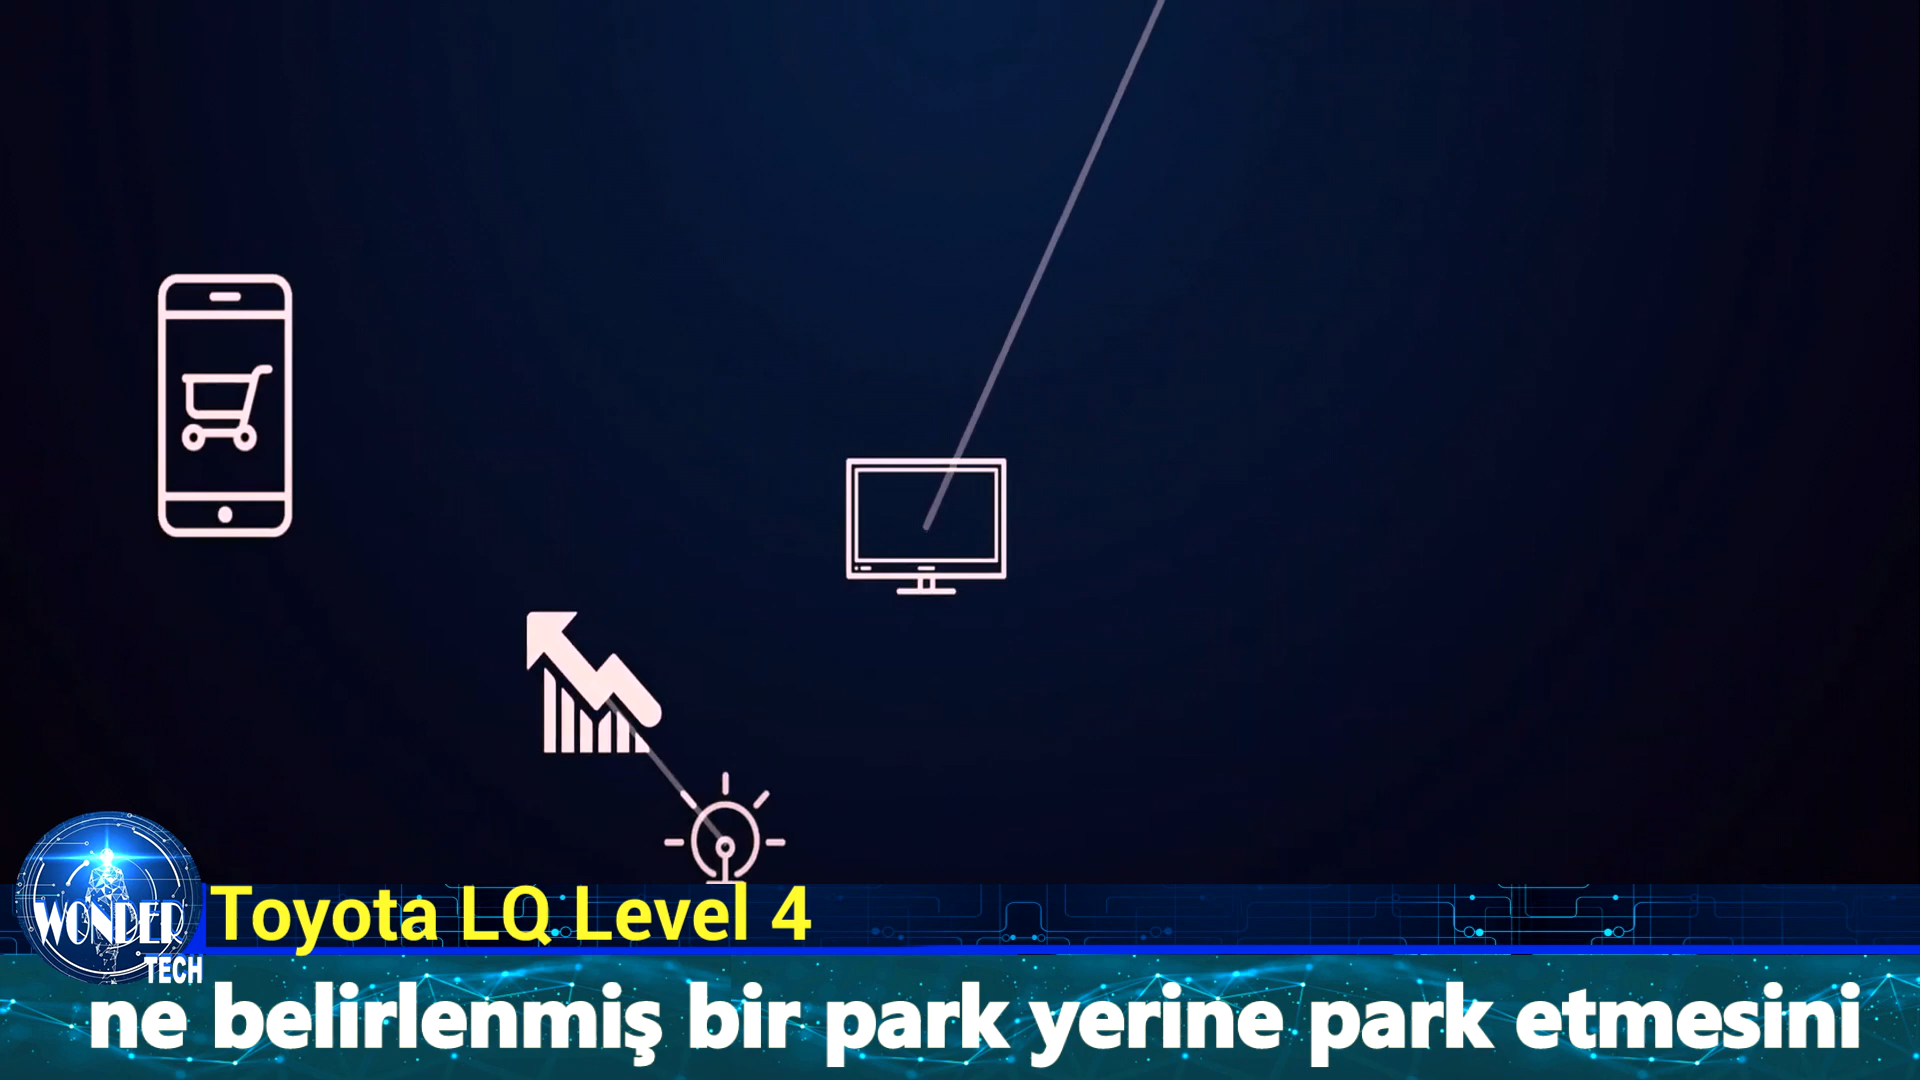 WONDER
TECH
Toyota LQ Level 4
ne belirlenmiş bir park yerine park etmesini